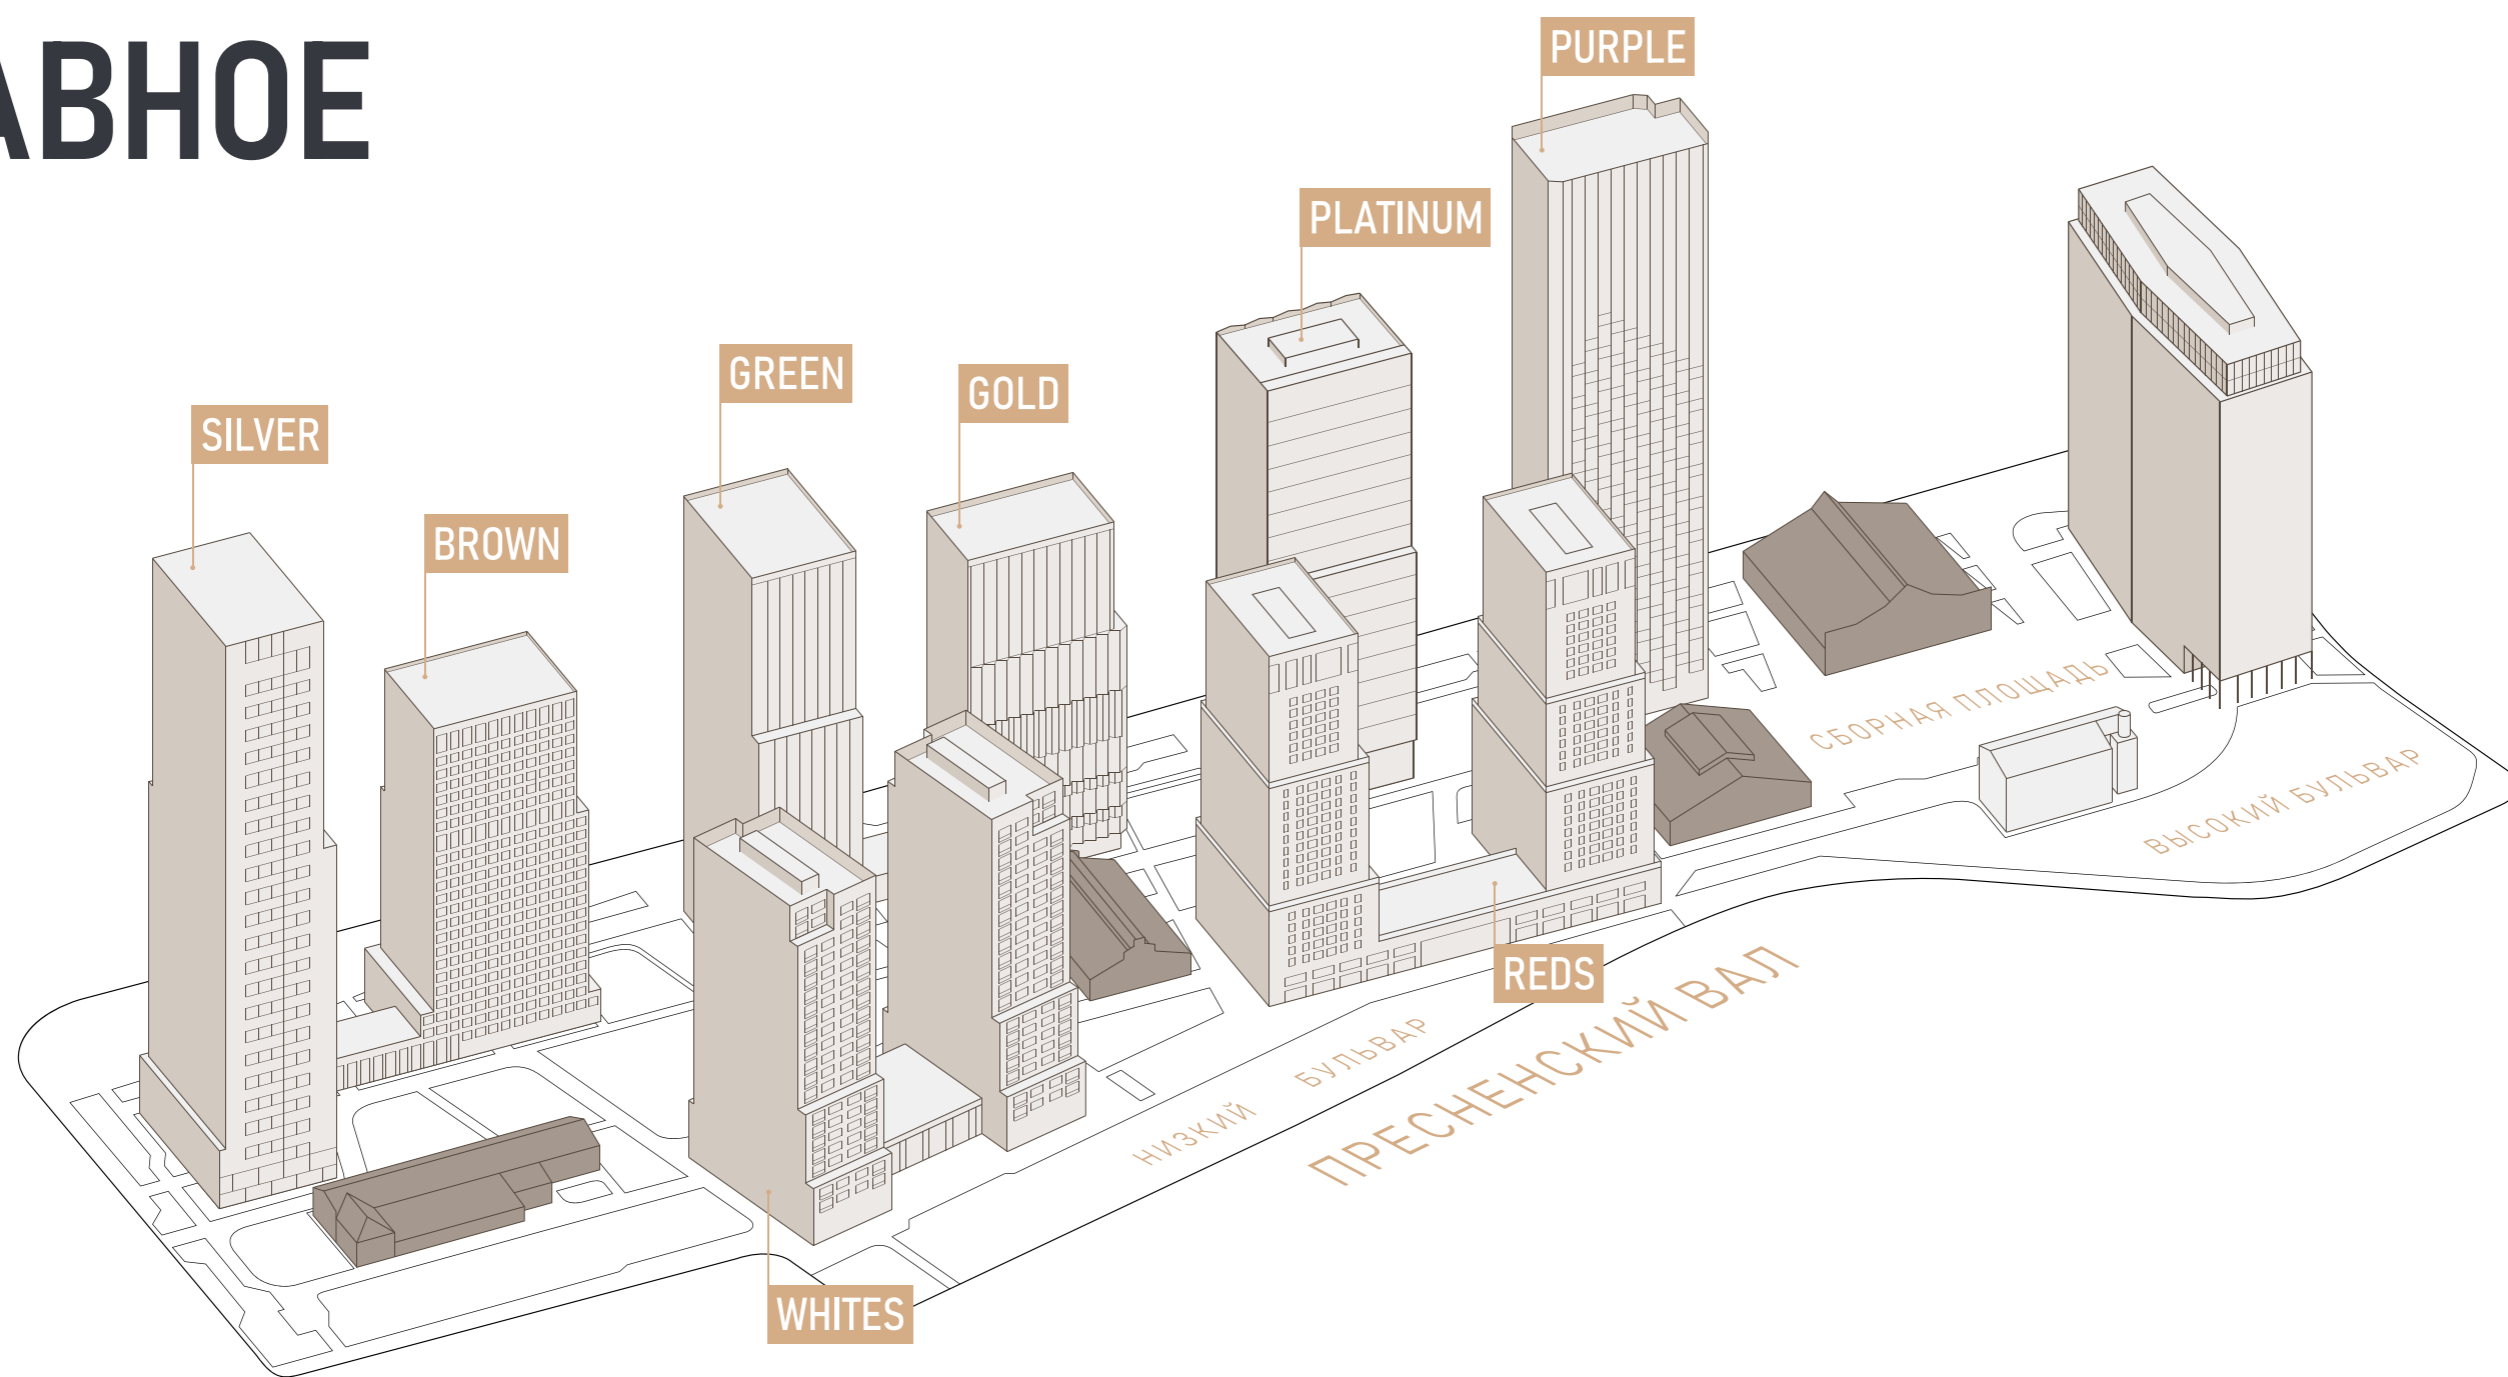 АВНОЕ
PURPLE
PLATINUM
GREEN
GOLD
SILVER
BROWN
СБОРНАЯ ПЛОЩАДЬ
ВЫСОКИЙ БУЛЬВАР
REDS
ПРЕСНЕНСКИЙ ВАЛ
НИЗКИЙ БУЛЬВАР
WHITES